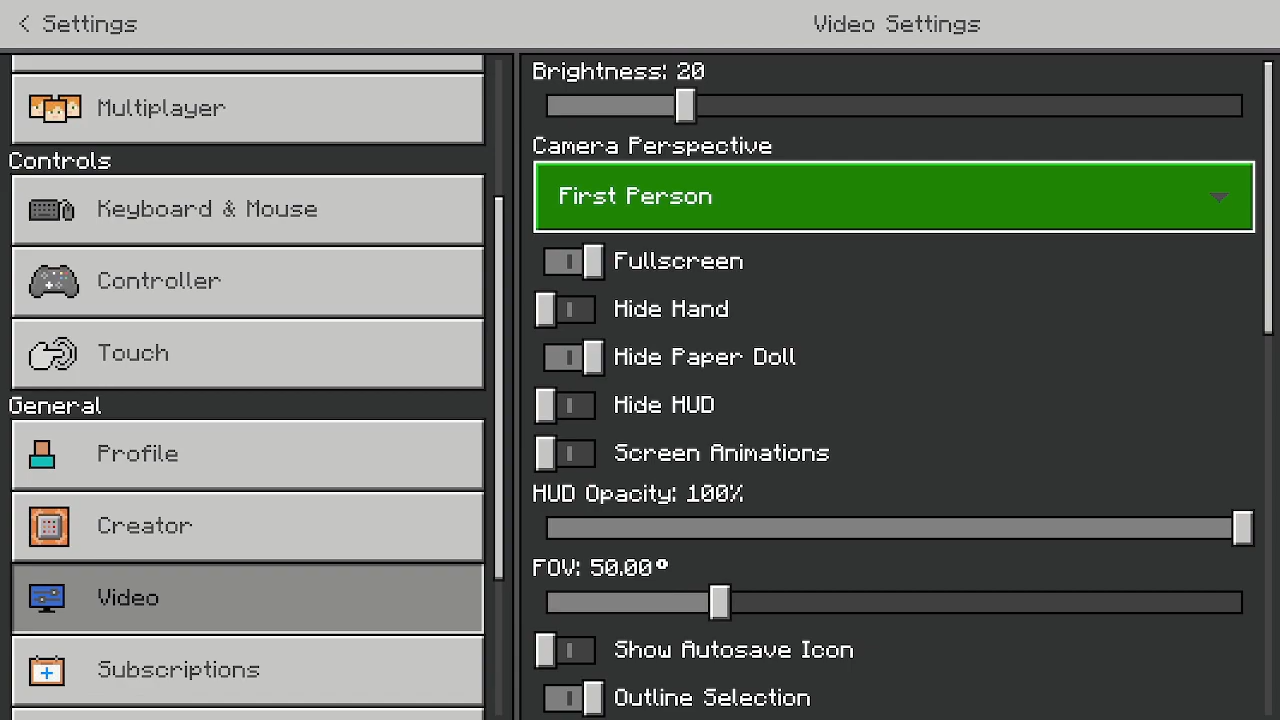 Settings
Video Settings
Multiplayer
Controls
Keyboard & Mouse
Controller
Touch
General
Profile
Creator
Video
Subscriptions
Brightness: 20
Camera Perspective
First Person
Fullscreen
Hide Hand
Hide Paper Doll
Hide HUD
Screen Animations
HUD Opacity: 100%
FOV: 50.00°
Show Autosave Icon
Outline Selection